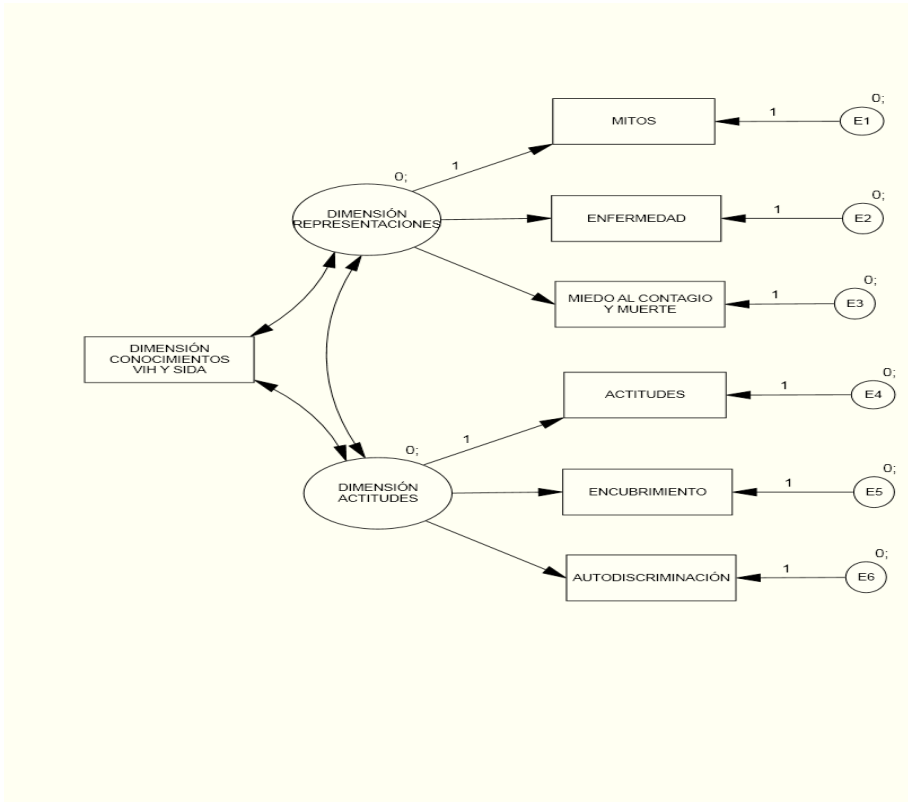 0;
MITOS
1
E1
0;
1
DIMENSIÓN
REPRESENTACIONES
0;
ENFERMEDAD
1
E2
0;
MIEDO AL CONTAGIO
Y MUERTE
1
E3
DIMENSIÓN
CONOCIMIENTOS
VIH Y SIDA
0;
ACTITUDES
1
E4
0;
1
DIMENSIÓN
ACTITUDES
0;
ENCUBRIMIENTO
1
E5
0;
AUTODISCRIMINACIÓN
1
E6